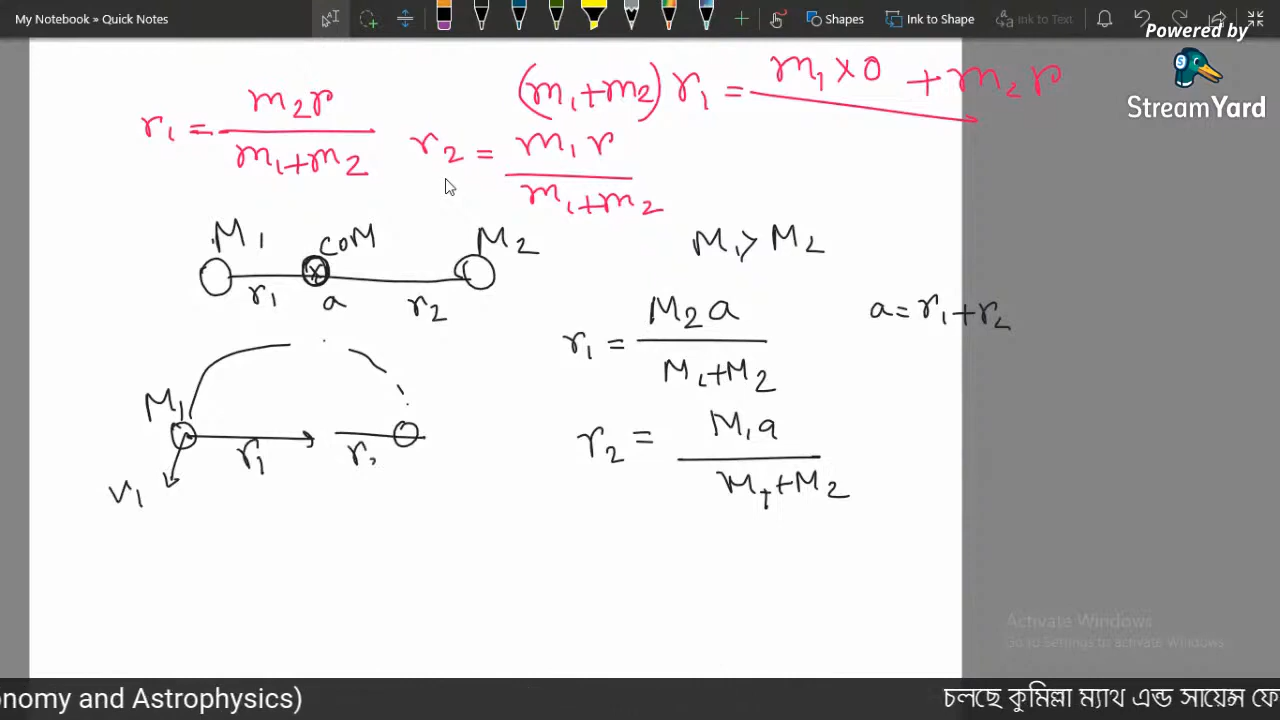 My Notebook » Quick Notes
Shapes
Ink to Shape
Ink to Text
Powered by
StreamYard
(m₁+m₂) r₁ = m₁ × 0 + m₂ r
r₁ = m₂r / m₁+m₂
r₂ = m₁ r / m₁+m₂
M₁ COM M₂
M₁ > M₂
r₁ a r₂
r₁ = M₂ a / M₁+M₂
a = r₁+r₂
M₁
r₁
r₂ = M₁a / M₁+M₂
v₁
Activate Windows
Go to Settings to activate Windows.
onomy and Astrophysics)
চলছে কুমিল্লা ম্যাথ এন্ড সায়েন্স ফে